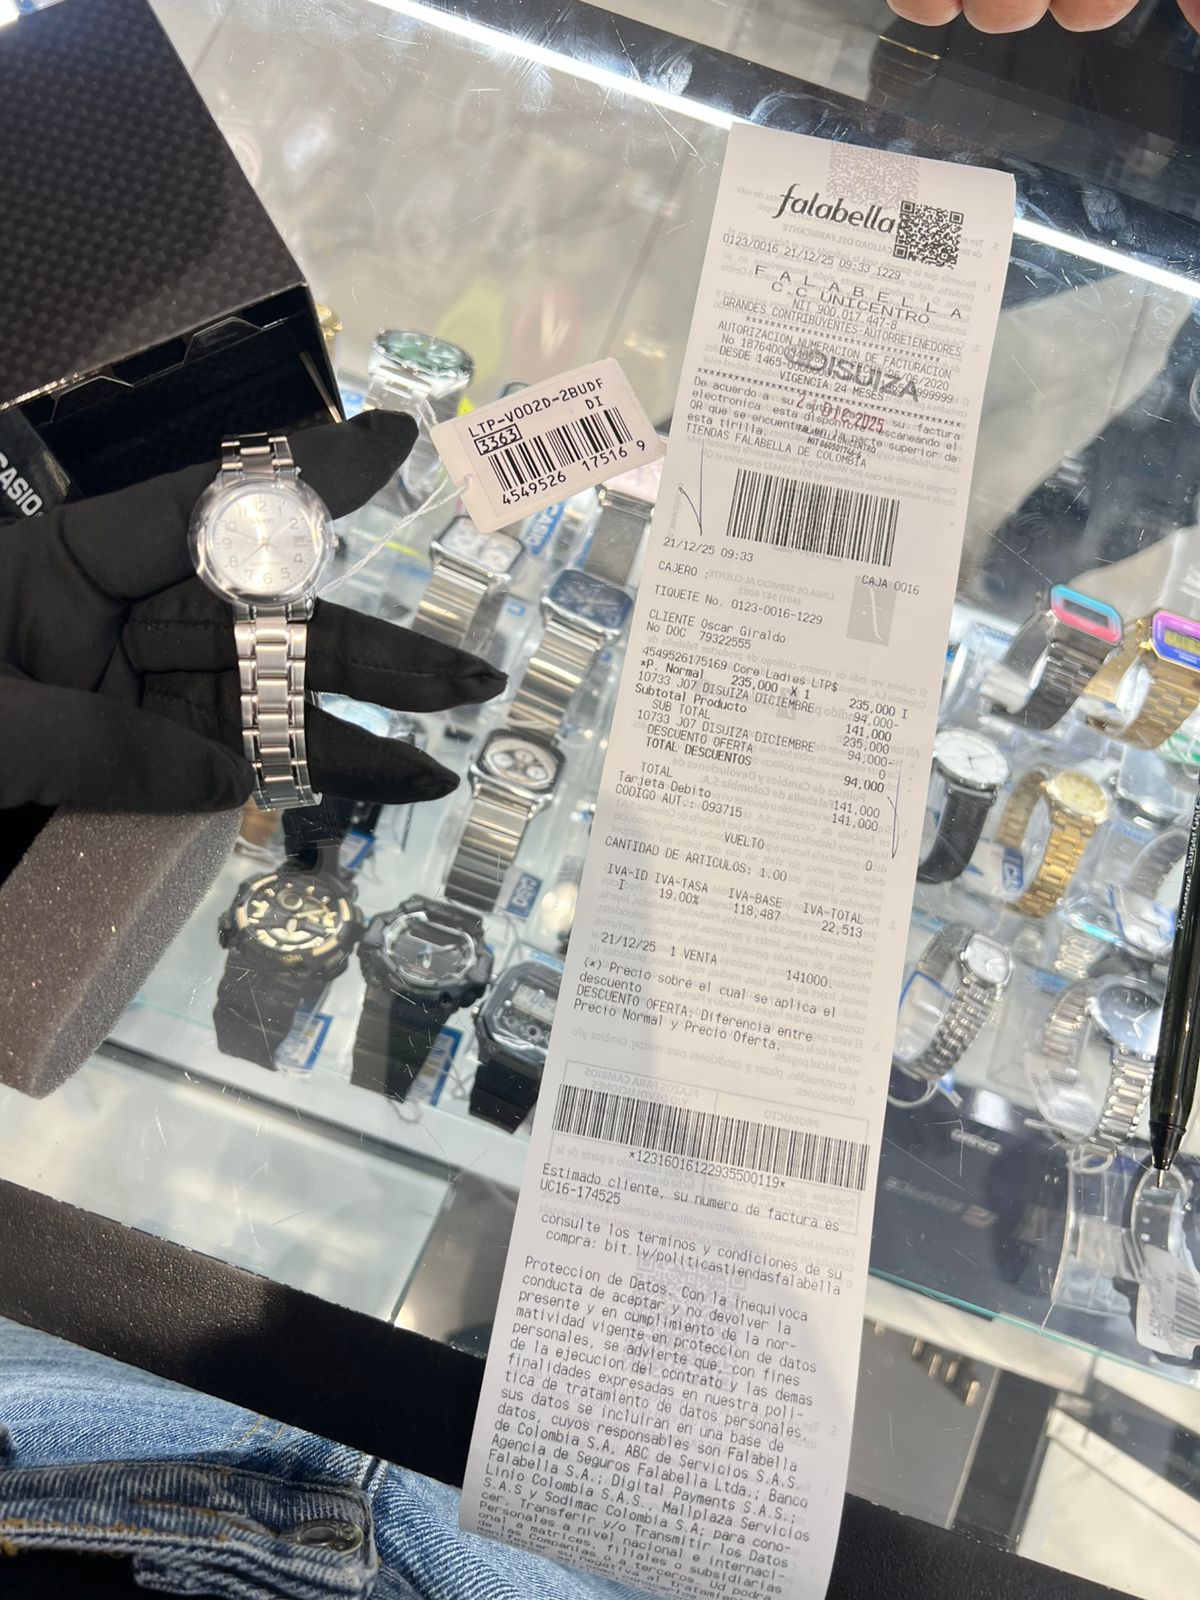 falabella
0123/0016 21/12/25 09:33 1229
F A L A B E L L A
C.C UNICENTRO
NIT 900.017.447-8
GRANDES CONTRIBUYENTES-AUTORRETENEDORES
AUTORIZACION NUMERACION DE FACTURACION
VIGENCIA 24 MESES
DISUIZA
21 DIC 2025
De acuerdo a su
electronica esta escaneando el
QR que se encuentra en la parte superior de
esta tirilla.
TIENDAS FALABELLA DE COLOMBIA
21/12/25 09:33
CAJERO : CAJA 0016
TIQUETE No. 0123-0016-1229
CLIENTE Oscar Giraldo
No DOC 79322555
4549526175169 Core Ladies LTP$ 235,000 I
*P. Normal 235,000 X 1
10733 J07 DISUIZA DICIEMBRE 94,000-
Subtotal Producto 141,000
SUB TOTAL 235,000
10733 J07 DISUIZA DICIEMBRE 94,000-
DESCUENTO OFERTA 0
TOTAL DESCUENTOS 94,000
TOTAL 141,000
Tarjeta Debito 141,000
CODIGO AUT.: 093715
VUELTO 0
CANTIDAD DE ARTICULOS: 1.00
IVA-ID IVA-TASA IVA-BASE IVA-TOTAL
I 19.00% 118,487 22,513
21/12/25 1 VENTA 141000
(*) Precio sobre el cual se aplica el
descuento
DESCUENTO OFERTA: Diferencia entre
Precio Normal y Precio Oferta.
*12316016122935500119*
Estimado cliente, su numero de factura es
UC16-174525
consulte los terminos y condiciones de su
compra: bit.ly/politicastiendasfalabella
Proteccion de Datos. Con la inequivoca
conducta de aceptar y no devolver la
presente y en cumplimiento de la nor-
matividad vigente en proteccion de datos
personales, se advierte que, con fines
de la ejecucion del contrato y las demas
finalidades expresadas en nuestra poli-
tica de tratamiento de datos personales,
sus datos se incluiran en una base de
datos, cuyos responsables son Falabella
de Colombia S.A. ABC de Servicios S.A.S.
Agencia de Seguros Falabella Ltda.; Banco
Falabella S.A.; Digital Payments S.A.S.;
Linio Colombia S.A.S., Mallplaza Servicios
S.A.S y Sodimac Colombia S.A; para cono-
cer, Transferir y/o Transmitir los Datos
Personales a nivel nacional e internaci-
onal a matrices, filiales o subsidiarias
de las companias o a terceros. Ud podra
LTP-V002D-2BUDF
3363 DI
4549526 17516 9
CASIO